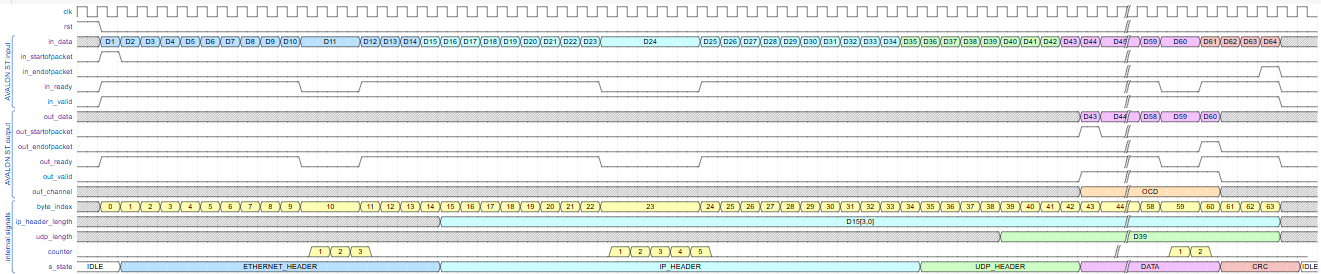 clk
rst
in_data D1 D2 D3 D4 D5 D6 D7 D8 D9 D10 D11 D12 D13 D14 D15 D16 D17 D18 D19 D20 D21 D22 D23 D24 D25 D26 D27 D28 D29 D30 D31 D32 D33 D34 D35 D36 D37 D38 D39 D40 D41 D42 D43 D44 D45 D59 D60 D61 D62 D63 D64
AVALON ST input
in_startofpacket
in_endofpacket
in_ready
in_valid
out_data D43 D44 D58 D59 D60
AVALON ST output
out_startofpacket
out_endofpacket
out_ready
out_valid
out_channel OCD
byte_index 0 1 2 3 4 5 6 7 8 9 10 11 12 13 14 15 16 17 18 19 20 21 22 23 24 25 26 27 28 29 30 31 32 33 34 35 36 37 38 39 40 41 42 43 44 58 59 60 61 62 63
internal signals
ip_header_length D15[3,0]
udp_length D39
counter 1 2 3 1 2 3 4 5 1 2
s_state IDLE ETHERNET_HEADER IP_HEADER UDP_HEADER DATA CRC IDLE